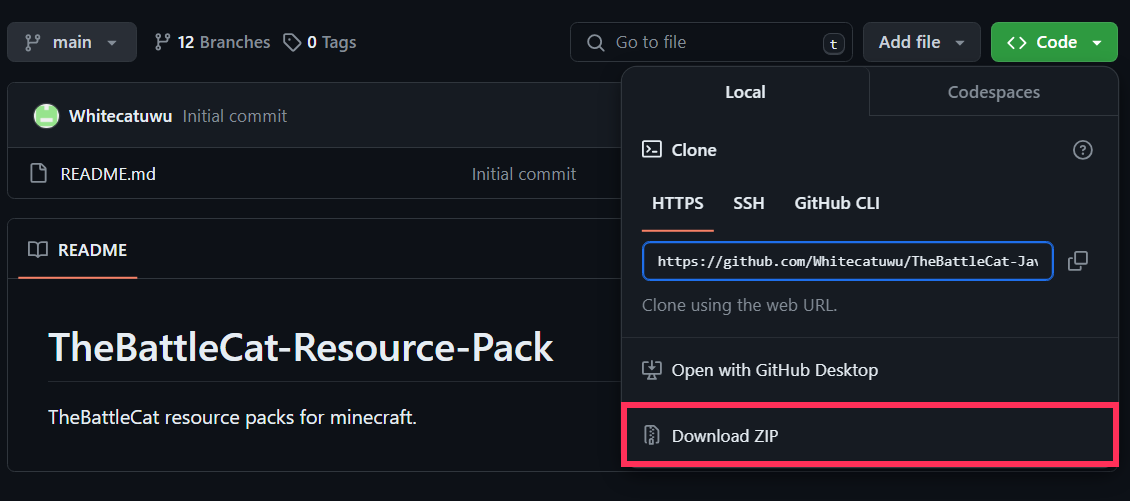 main 12 Branches 0 Tags Go to file t Add file <> Code
Local Codespaces
Whitecatuwu Initial commit
Clone
README.md Initial commit
HTTPS SSH GitHub CLI
README
https://github.com/Whitecatuwu/TheBattleCat-Jav
Clone using the web URL.
TheBattleCat-Resource-Pack
Open with GitHub Desktop
TheBattleCat resource packs for minecraft.
Download ZIP